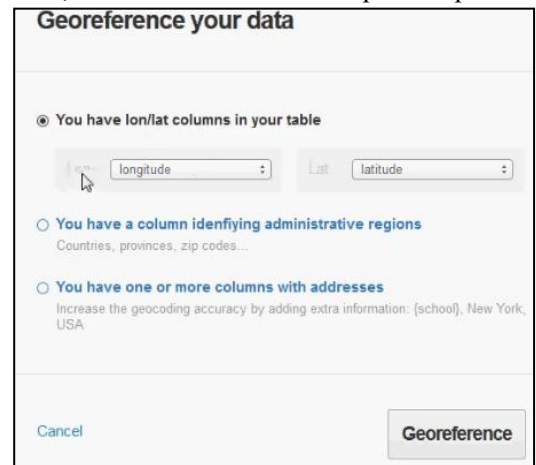 Georeference your data
You have lon/lat columns in your table
longitude Lat latitude
You have a column idenfiying administrative regions
Countries, provinces, zip codes...
You have one or more columns with addresses
Increase the geocoding accuracy by adding extra information: {school}, New York,
USA
Cancel Georeference